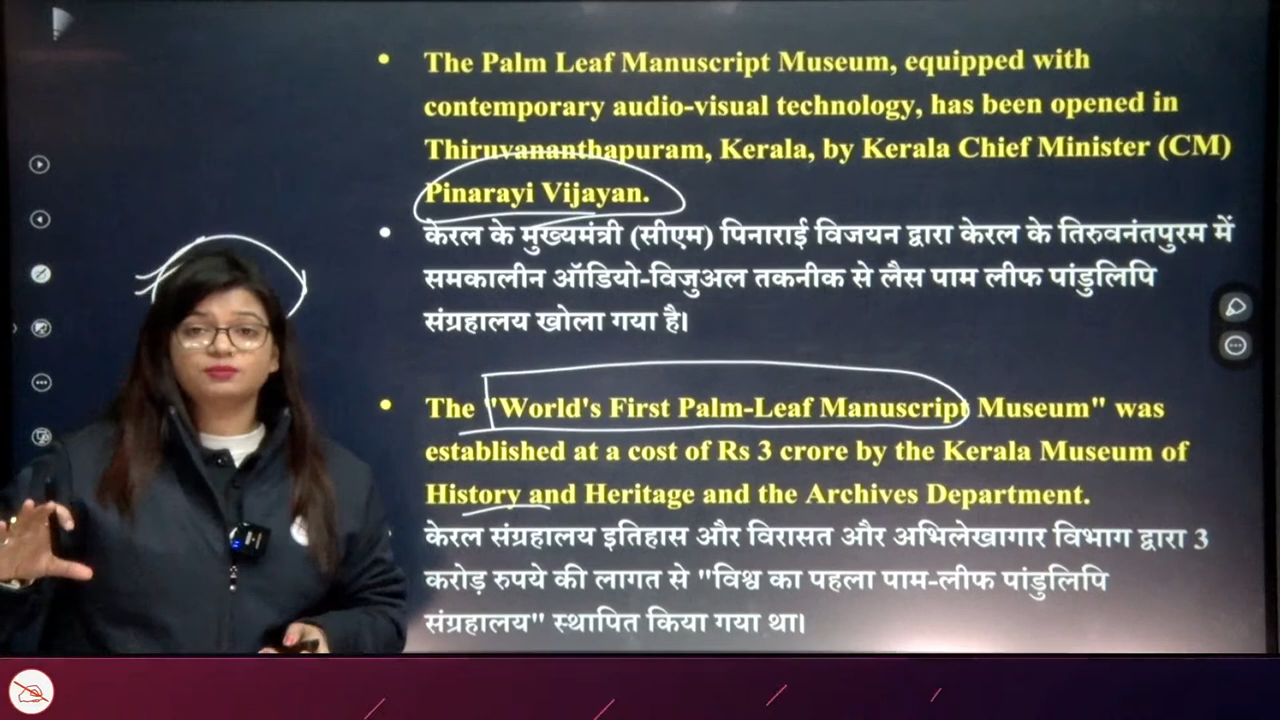 The Palm Leaf Manuscript Museum, equipped with
contemporary audio-visual technology, has been opened in
Thiruvananthapuram, Kerala, by Kerala Chief Minister (CM)
Pinarayi Vijayan.
केरल के मुख्यमंत्री (सीएम) पिनाराई विजयन द्वारा केरल के तिरुवनंतपुरम में
समकालीन ऑडियो-विजुअल तकनीक से लैस पाम लीफ पांडुलिपि
संग्रहालय खोला गया है।
The "World's First Palm-Leaf Manuscript Museum" was
established at a cost of Rs 3 crore by the Kerala Museum of
History and Heritage and the Archives Department.
केरल संग्रहालय इतिहास और विरासत और अभिलेखागार विभाग द्वारा 3
करोड़ रुपये की लागत से "विश्व का पहला पाम-लीफ पांडुलिपि
संग्रहालय" स्थापित किया गया था।